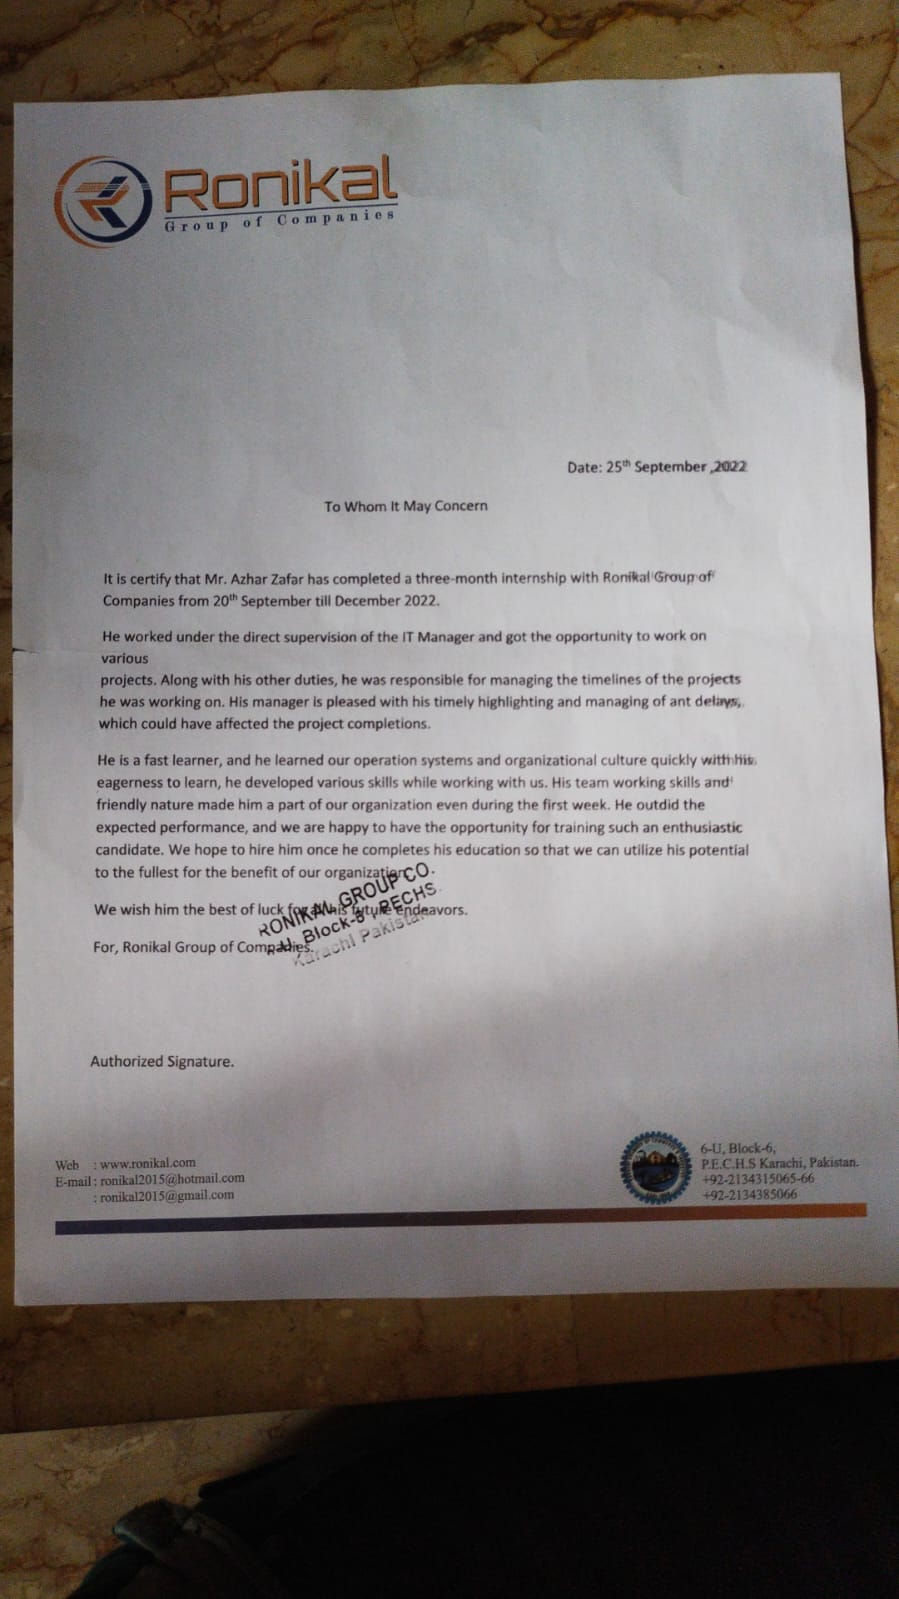 Ronikal
Group of Companies
Date: 25th September ,2022
To Whom It May Concern
It is certify that Mr. Azhar Zafar has completed a three-month internship with Ronikal Group of
Companies from 20th September till December 2022.
He worked under the direct supervision of the IT Manager and got the opportunity to work on
various
projects. Along with his other duties, he was responsible for managing the timelines of the projects
he was working on. His manager is pleased with his timely highlighting and managing of ant delays,
which could have affected the project completions.
He is a fast learner, and he learned our operation systems and organizational culture quickly with his
eagerness to learn, he developed various skills while working with us. His team working skills and
friendly nature made him a part of our organization even during the first week. He outdid the
expected performance, and we are happy to have the opportunity for training such an enthusiastic
candidate. We hope to hire him once he completes his education so that we can utilize his potential
to the fullest for the benefit of our organization.
We wish him the best of luck for all his future endeavors.
For, Ronikal Group of Companies.
RONIKAL GROUP CO.
Block-6, PECHS
Karachi Pakistan
Authorized Signature.
Web : www.ronikal.com
E-mail : ronikal2015@hotmail.com
: ronikal2015@gmail.com
6-U, Block-6,
P.E.C.H.S Karachi, Pakistan.
+92-2134315065-66
+92-2134385066